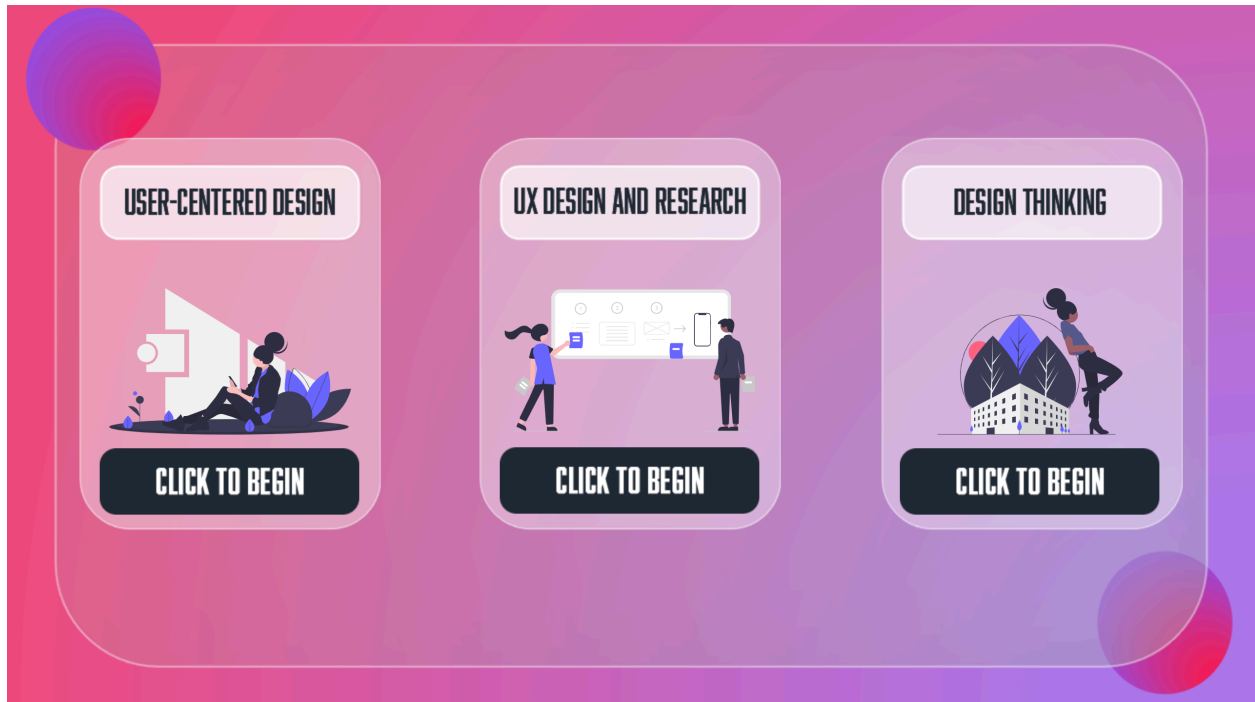 USER-CENTERED DESIGN
UX DESIGN AND RESEARCH
DESIGN THINKING
CLICK TO BEGIN
CLICK TO BEGIN
CLICK TO BEGIN